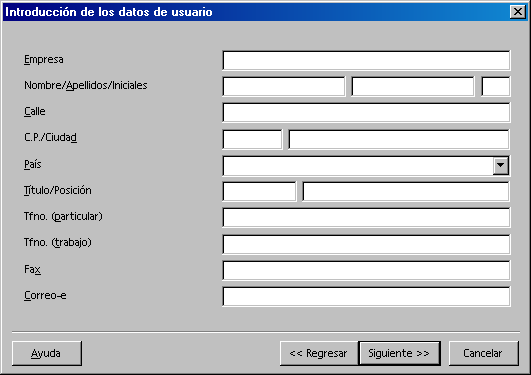 Introducción de los datos de usuario
Empresa
Nombre/Apellidos/Iniciales
Calle
C.P./Ciudad
País
Título/Posición
Tfno. (particular)
Tfno. (trabajo)
Fax
Correo-e
Ayuda << Regresar Siguiente >> Cancelar